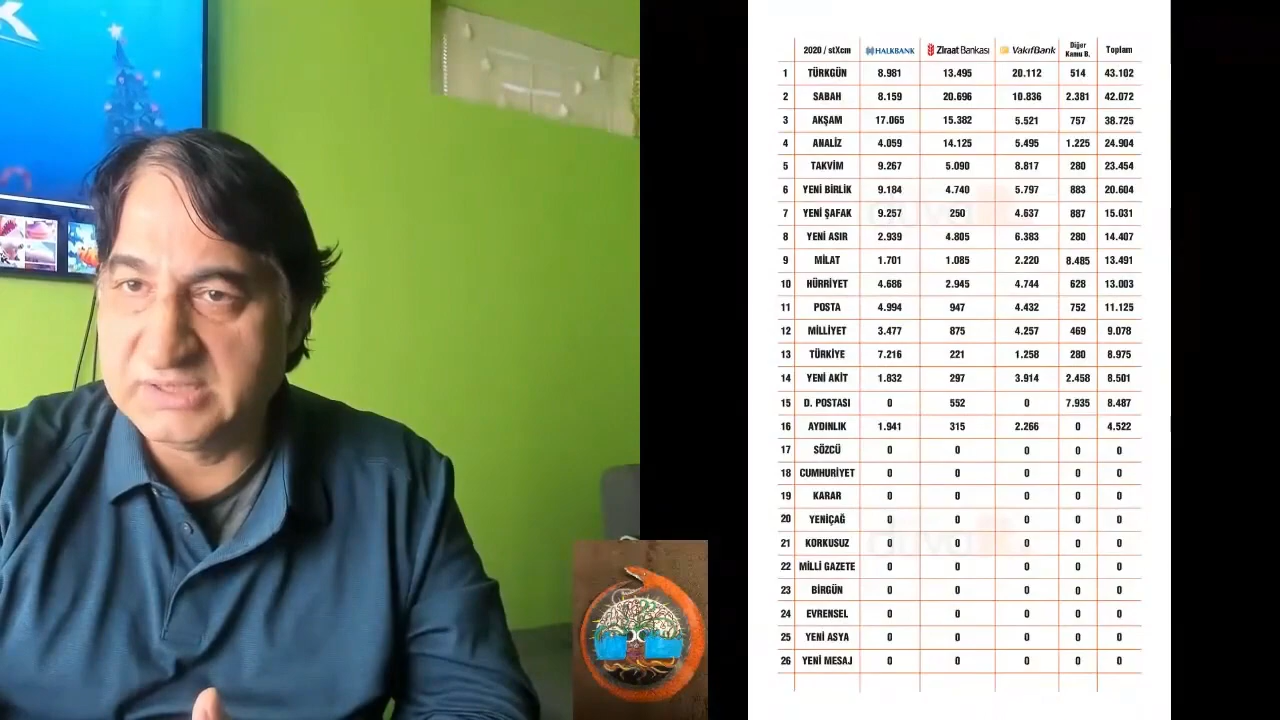 2020 / stXcm HALKBANK Ziraat Bankası VakıfBank Diğer Kamu B. Toplam
1 TÜRKGÜN 8.981 13.495 20.112 514 43.102
2 SABAH 8.159 20.696 10.836 2.381 42.072
3 AKŞAM 17.065 15.382 5.521 757 38.725
4 ANALİZ 4.059 14.125 5.495 1.225 24.904
5 TAKVİM 9.267 5.090 8.817 280 23.454
6 YENİ BİRLİK 9.184 4.740 5.797 883 20.604
7 YENİ ŞAFAK 9.257 250 4.637 887 15.031
8 YENİ ASIR 2.939 4.805 6.383 280 14.407
9 MİLAT 1.701 1.085 2.220 8.485 13.491
10 HÜRRİYET 4.686 2.945 4.744 628 13.003
11 POSTA 4.994 947 4.432 752 11.125
12 MİLLİYET 3.477 875 4.257 469 9.078
13 TÜRKİYE 7.216 221 1.258 280 8.975
14 YENİ AKİT 1.832 297 3.914 2.458 8.501
15 D. POSTASI 0 552 0 7.935 8.487
16 AYDINLIK 1.941 315 2.266 0 4.522
17 SÖZCÜ 0 0 0 0 0
18 CUMHURİYET 0 0 0 0 0
19 KARAR 0 0 0 0 0
20 YENİÇAĞ 0 0 0 0 0
21 KORKUSUZ 0 0 0 0 0
22 MİLLİ GAZETE 0 0 0 0 0
23 BİRGÜN 0 0 0 0 0
24 EVRENSEL 0 0 0 0 0
25 YENİ ASYA 0 0 0 0 0
26 YENİ MESAJ 0 0 0 0 0